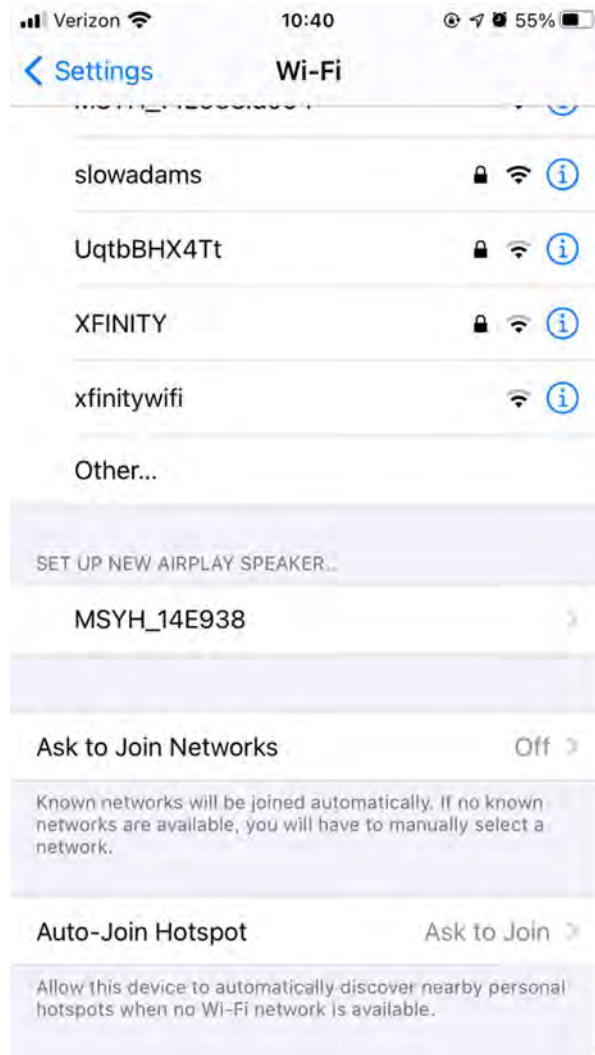 Verizon 10:40 55%
Settings Wi-Fi
slowadams
UqtbBHX4Tt
XFINITY
xfinitywifi
Other...
SET UP NEW AIRPLAY SPEAKER...
MSYH_14E938
Ask to Join Networks Off
Known networks will be joined automatically. If no known
networks are available, you will have to manually select a
network.
Auto-Join Hotspot Ask to Join
Allow this device to automatically discover nearby personal
hotspots when no Wi-Fi network is available.